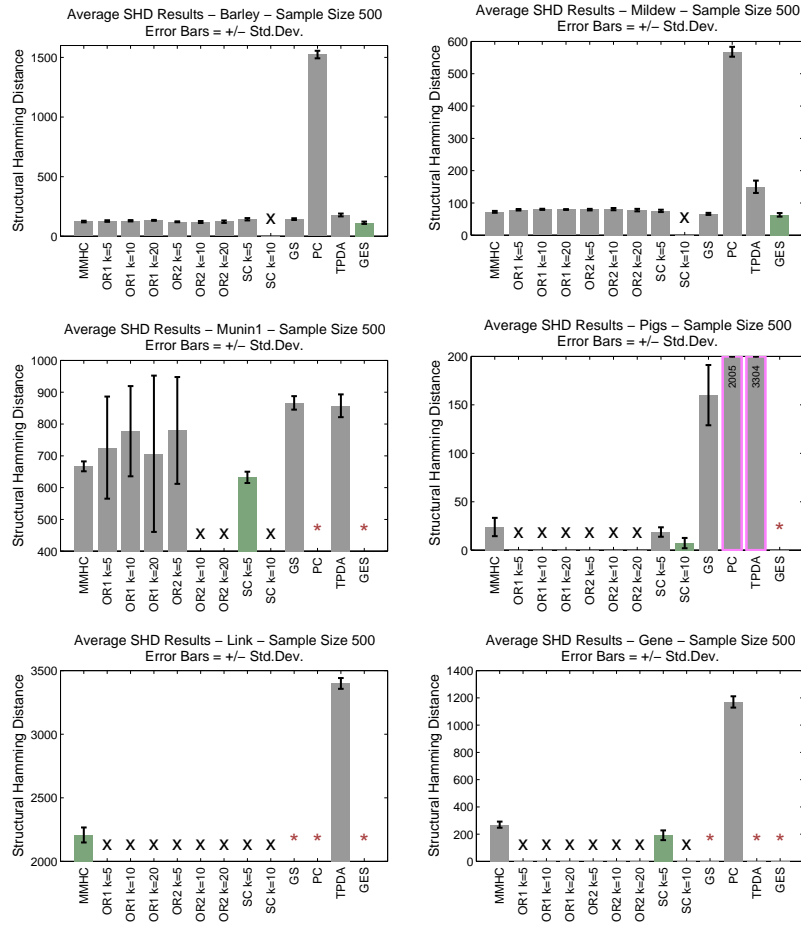 Average SHD Results − Barley − Sample Size 500
Error Bars = +/− Std.Dev.
Structural Hamming Distance
1500
1000
500
0
X
MMHC
OR1 k=5
OR1 k=10
OR1 k=20
OR2 k=5
OR2 k=10
OR2 k=20
SC k=5
SC k=10
GS
PC
TPDA
GES
Average SHD Results − Mildew − Sample Size 500
Error Bars = +/− Std.Dev.
Structural Hamming Distance
600
500
400
300
200
100
0
X
MMHC
OR1 k=5
OR1 k=10
OR1 k=20
OR2 k=5
OR2 k=10
OR2 k=20
SC k=5
SC k=10
GS
PC
TPDA
GES
Average SHD Results − Munin1 − Sample Size 500
Error Bars = +/− Std.Dev.
Structural Hamming Distance
1000
900
800
700
600
500
400
X X X * *
MMHC
OR1 k=5
OR1 k=10
OR1 k=20
OR2 k=5
OR2 k=10
OR2 k=20
SC k=5
SC k=10
GS
PC
TPDA
GES
Average SHD Results − Pigs − Sample Size 500
Error Bars = +/− Std.Dev.
Structural Hamming Distance
200
150
100
50
0
2005
3304
X X X X X X *
MMHC
OR1 k=5
OR1 k=10
OR1 k=20
OR2 k=5
OR2 k=10
OR2 k=20
SC k=5
SC k=10
GS
PC
TPDA
GES
Average SHD Results − Link − Sample Size 500
Error Bars = +/− Std.Dev.
Structural Hamming Distance
3500
3000
2500
2000
X X X X X X X X * * *
MMHC
OR1 k=5
OR1 k=10
OR1 k=20
OR2 k=5
OR2 k=10
OR2 k=20
SC k=5
SC k=10
GS
PC
TPDA
GES
Average SHD Results − Gene − Sample Size 500
Error Bars = +/− Std.Dev.
Structural Hamming Distance
1400
1200
1000
800
600
400
200
0
X X X X X X X * * *
MMHC
OR1 k=5
OR1 k=10
OR1 k=20
OR2 k=5
OR2 k=10
OR2 k=20
SC k=5
SC k=10
GS
PC
TPDA
GES